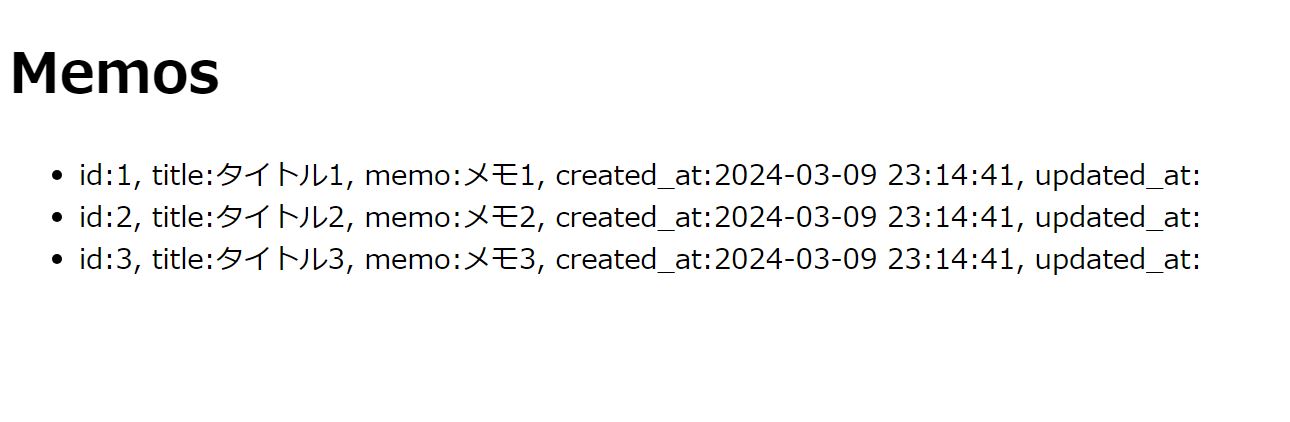 Memos
• id:1, title:タイトル1, memo:メモ1, created_at:2024-03-09 23:14:41, updated_at:
• id:2, title:タイトル2, memo:メモ2, created_at:2024-03-09 23:14:41, updated_at:
• id:3, title:タイトル3, memo:メモ3, created_at:2024-03-09 23:14:41, updated_at: